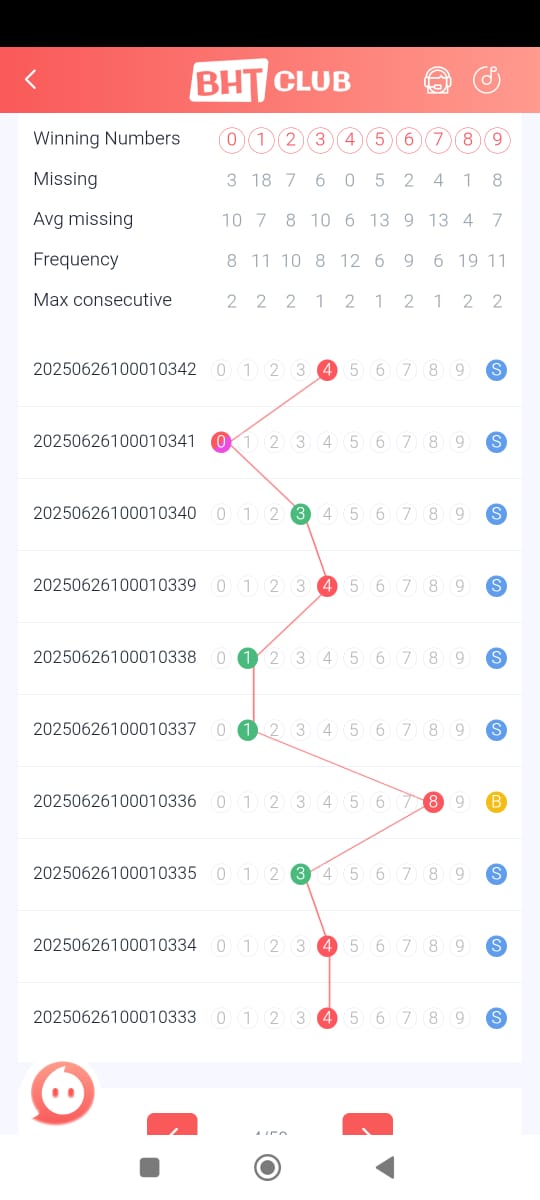 BHT CLUB
Winning Numbers 0 1 2 3 4 5 6 7 8 9
Missing 3 18 7 6 0 5 2 4 1 8
Avg missing 10 7 8 10 6 13 9 13 4 7
Frequency 8 11 10 8 12 6 9 6 19 11
Max consecutive 2 2 2 1 2 1 2 1 2 2
20250626100010342 0 1 2 3 4 5 6 7 8 9 S
20250626100010341 0 1 2 3 4 5 6 7 8 9 S
20250626100010340 0 1 2 3 4 5 6 7 8 9 S
20250626100010339 0 1 2 3 4 5 6 7 8 9 S
20250626100010338 0 1 2 3 4 5 6 7 8 9 S
20250626100010337 0 1 2 3 4 5 6 7 8 9 S
20250626100010336 0 1 2 3 4 5 6 7 8 9 B
20250626100010335 0 1 2 3 4 5 6 7 8 9 S
20250626100010334 0 1 2 3 4 5 6 7 8 9 S
20250626100010333 0 1 2 3 4 5 6 7 8 9 S